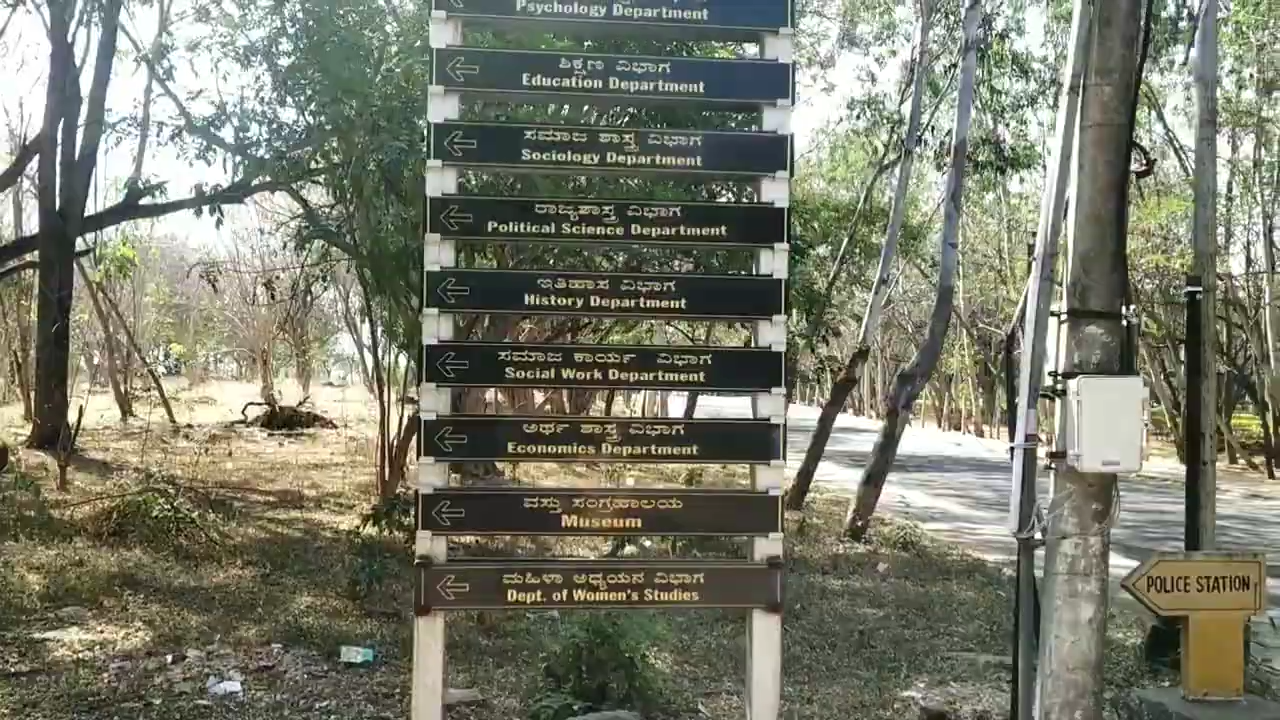 Psychology Department
ಶಿಕ್ಷಣ ವಿಭಾಗ
Education Department
ಸಮಾಜ ಶಾಸ್ತ್ರ ವಿಭಾಗ
Sociology Department
ರಾಜ್ಯಶಾಸ್ತ್ರ ವಿಭಾಗ
Political Science Department
ಇತಿಹಾಸ ವಿಭಾಗ
History Department
ಸಮಾಜ ಕಾರ್ಯ ವಿಭಾಗ
Social Work Department
ಅರ್ಥ ಶಾಸ್ತ್ರ ವಿಭಾಗ
Economics Department
ವಸ್ತು ಸಂಗ್ರಹಾಲಯ
Museum
ಮಹಿಳಾ ಅಧ್ಯಯನ ವಿಭಾಗ
Dept. of Women's Studies
POLICE STATION